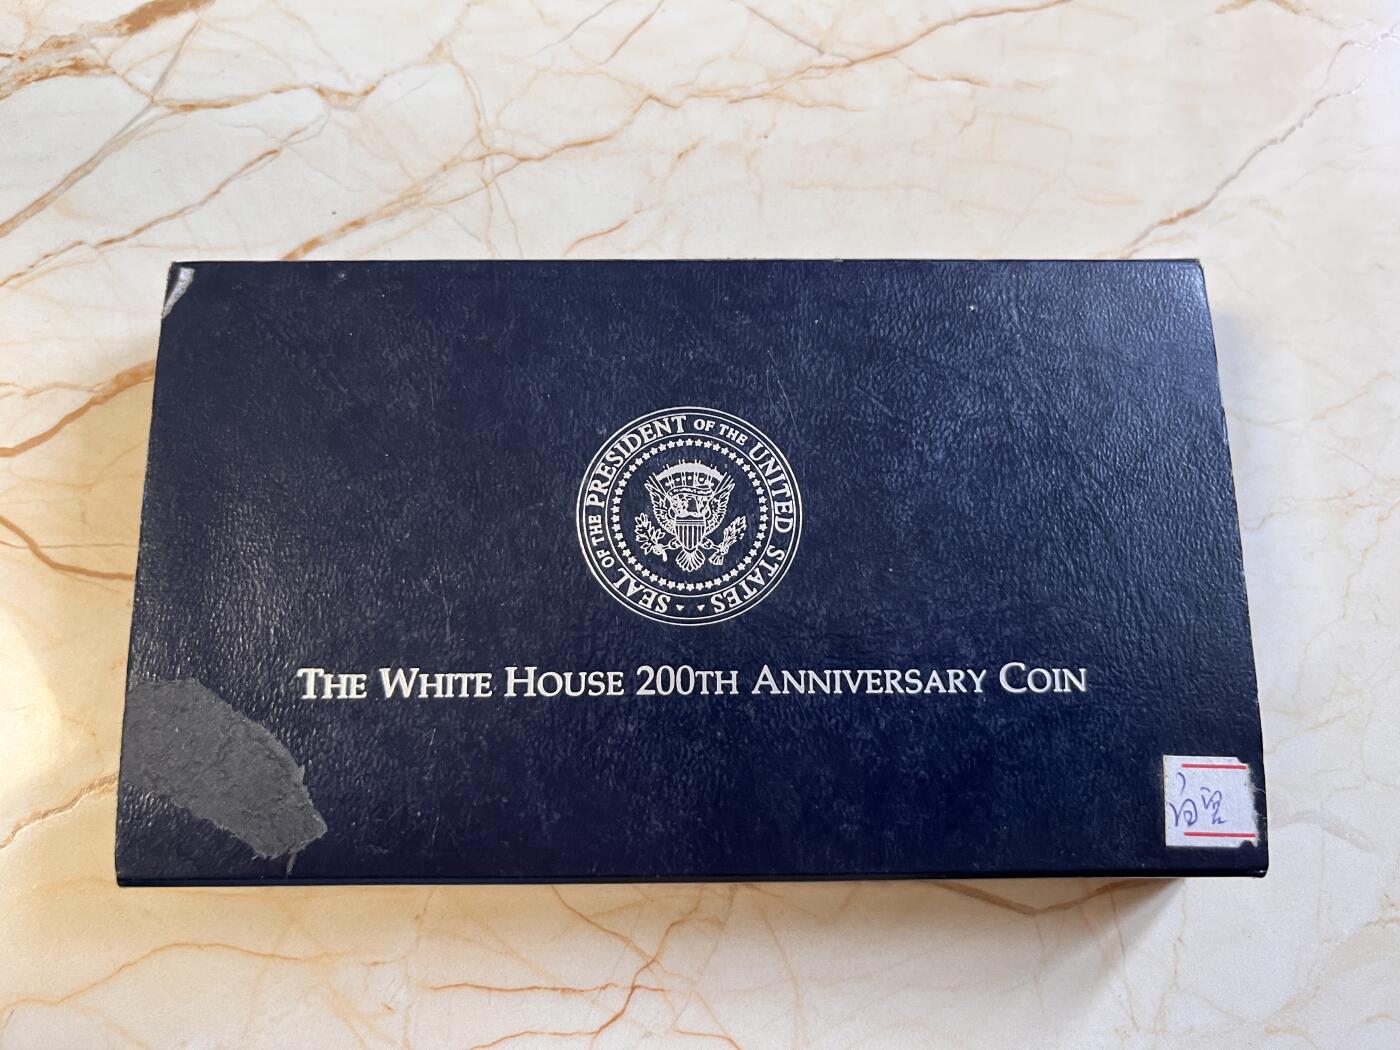 SEAL OF THE PRESIDENT OF THE UNITED STATES
THE WHITE HOUSE 200TH ANNIVERSARY COIN